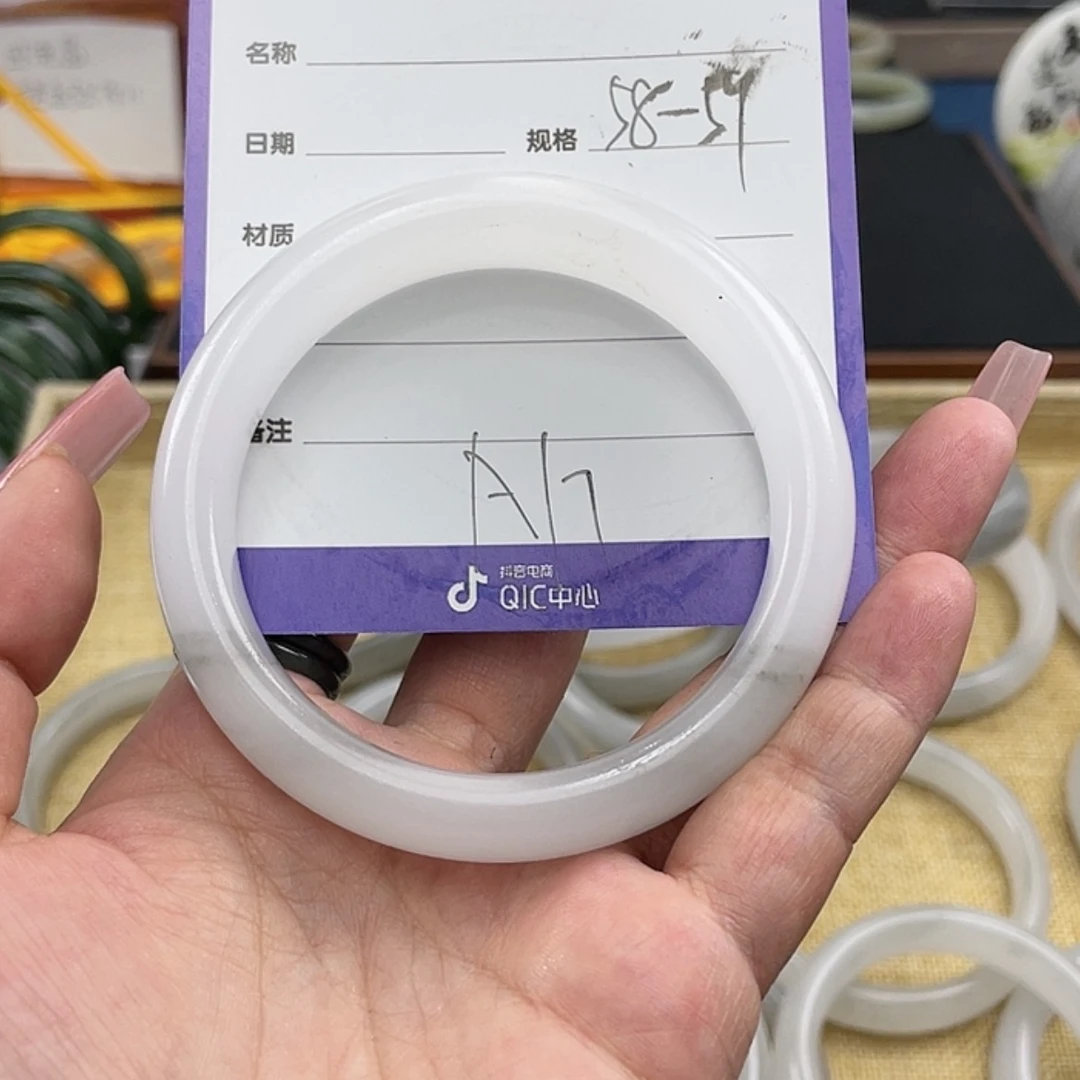 名称
日期 规格 58-59
材质
备注
A17
抖音电商
QIC中心